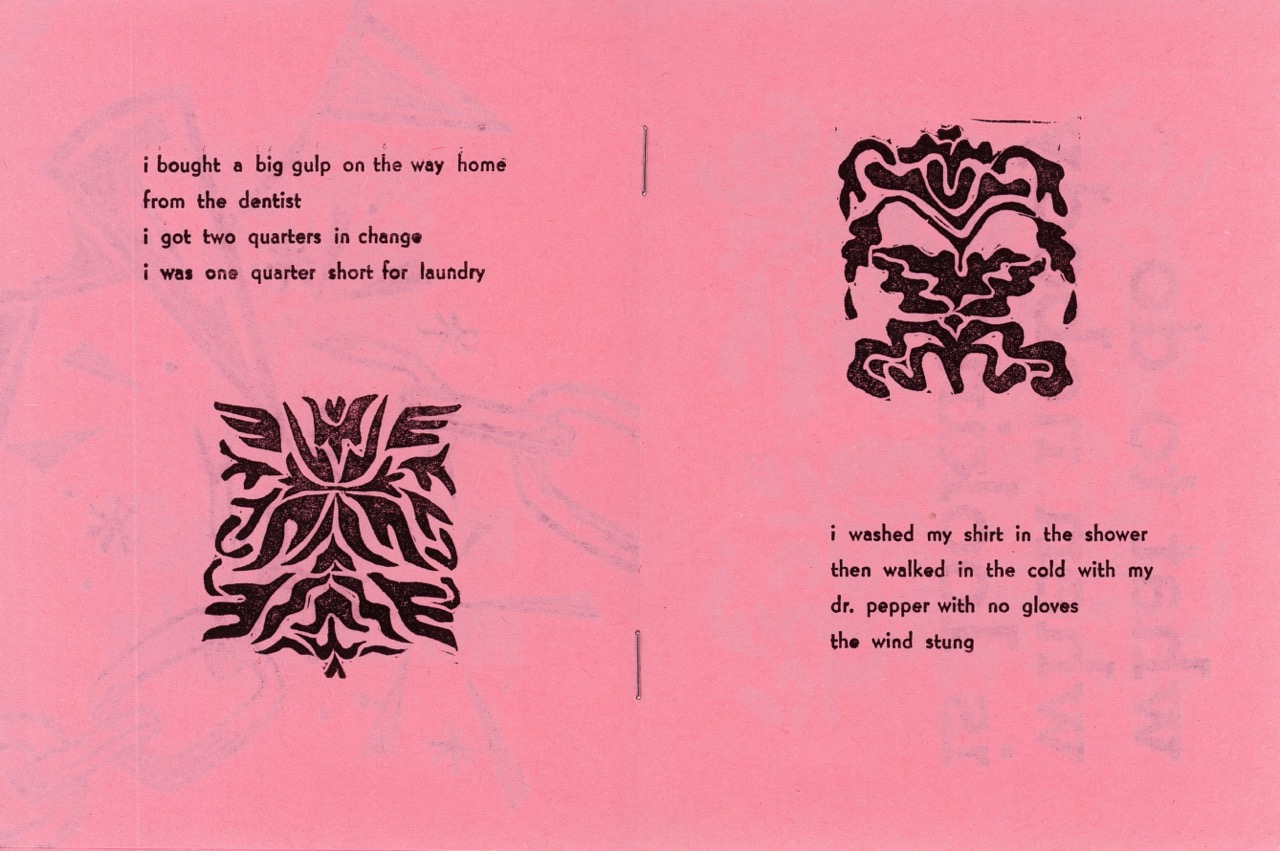 i bought a big gulp on the way home
from the dentist
i got two quarters in change
i was one quarter short for laundry
i washed my shirt in the shower
then walked in the cold with my
dr. pepper with no gloves
the wind stung